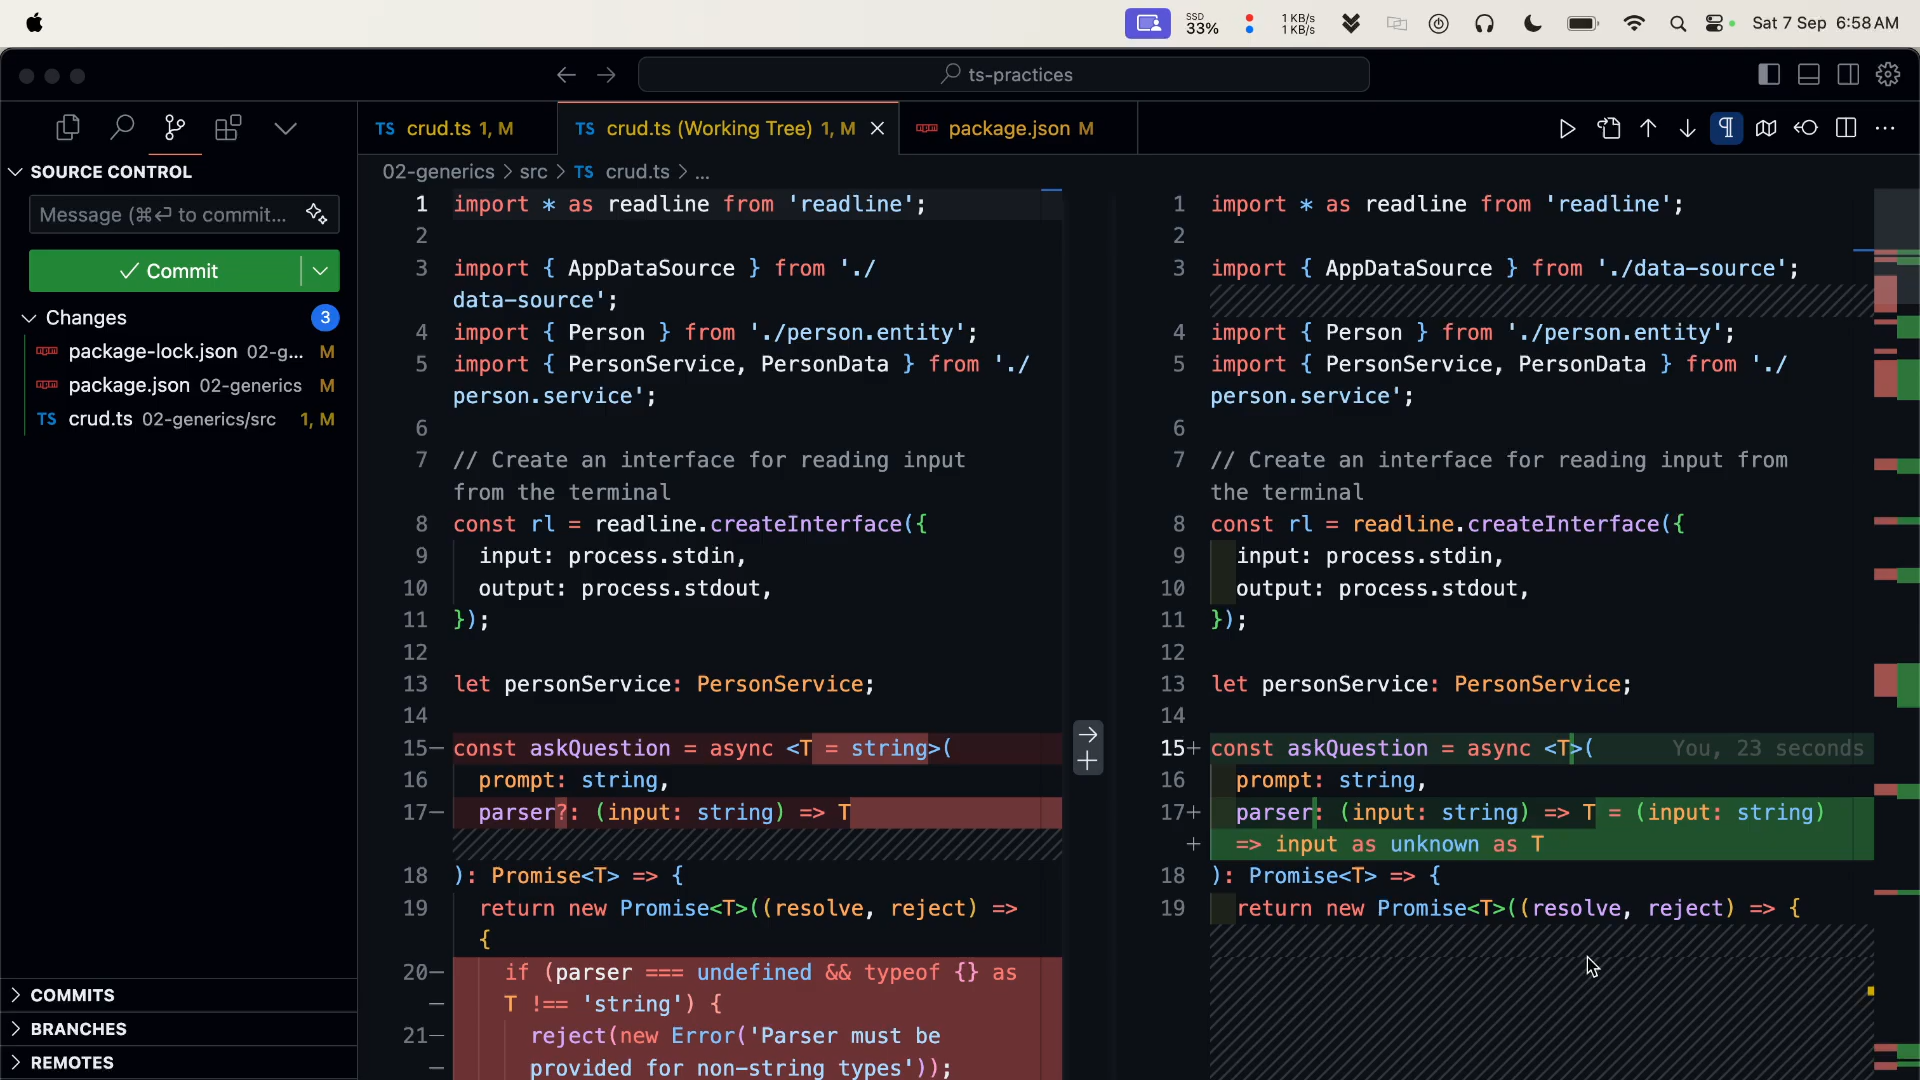 SSD
33%
1 KB/s
1 KB/s
Sat 7 Sep 6:58 AM
ts-practices
TS crud.ts 1, M
TS crud.ts (Working Tree) 1, M
package.json M
SOURCE CONTROL
Message (⌘⏎ to commit...
Commit
Changes 3
package-lock.json 02-g... M
package.json 02-generics M
TS crud.ts 02-generics/src 1, M
COMMITS
BRANCHES
REMOTES
02-generics > src > TS crud.ts > ...
1 import * as readline from 'readline';
2
3 import { AppDataSource } from './
data-source';
4 import { Person } from './person.entity';
5 import { PersonService, PersonData } from './
person.service';
6
7 // Create an interface for reading input
from the terminal
8 const rl = readline.createInterface({
9 input: process.stdin,
10 output: process.stdout,
11 });
12
13 let personService: PersonService;
14
15— const askQuestion = async <T = string>(
16 prompt: string,
17— parser?: (input: string) => T
18 ): Promise<T> => {
19 return new Promise<T>((resolve, reject) =>
{
20— if (parser === undefined && typeof {} as
— T !== 'string') {
21— reject(new Error('Parser must be
— provided for non-string types'));
1 import * as readline from 'readline';
2
3 import { AppDataSource } from './data-source';
4 import { Person } from './person.entity';
5 import { PersonService, PersonData } from './
person.service';
6
7 // Create an interface for reading input from
the terminal
8 const rl = readline.createInterface({
9 input: process.stdin,
10 output: process.stdout,
11 });
12
13 let personService: PersonService;
14
15+ const askQuestion = async <T>( You, 23 seconds
16 prompt: string,
17+ parser: (input: string) => T = (input: string)
+ => input as unknown as T
18 ): Promise<T> => {
19 return new Promise<T>((resolve, reject) => {